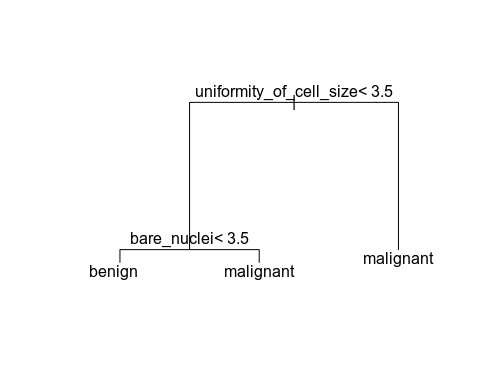 uniformity_of_cell_size< 3.5
bare_nuclei< 3.5
malignant
benign
malignant